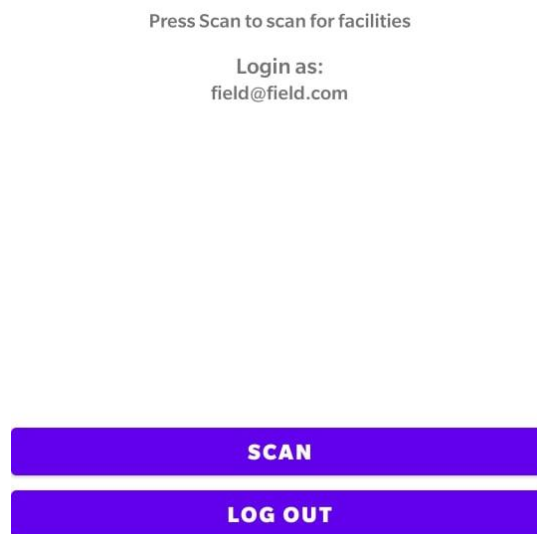 Press Scan to scan for facilities
Login as:
field@field.com
SCAN
LOG OUT